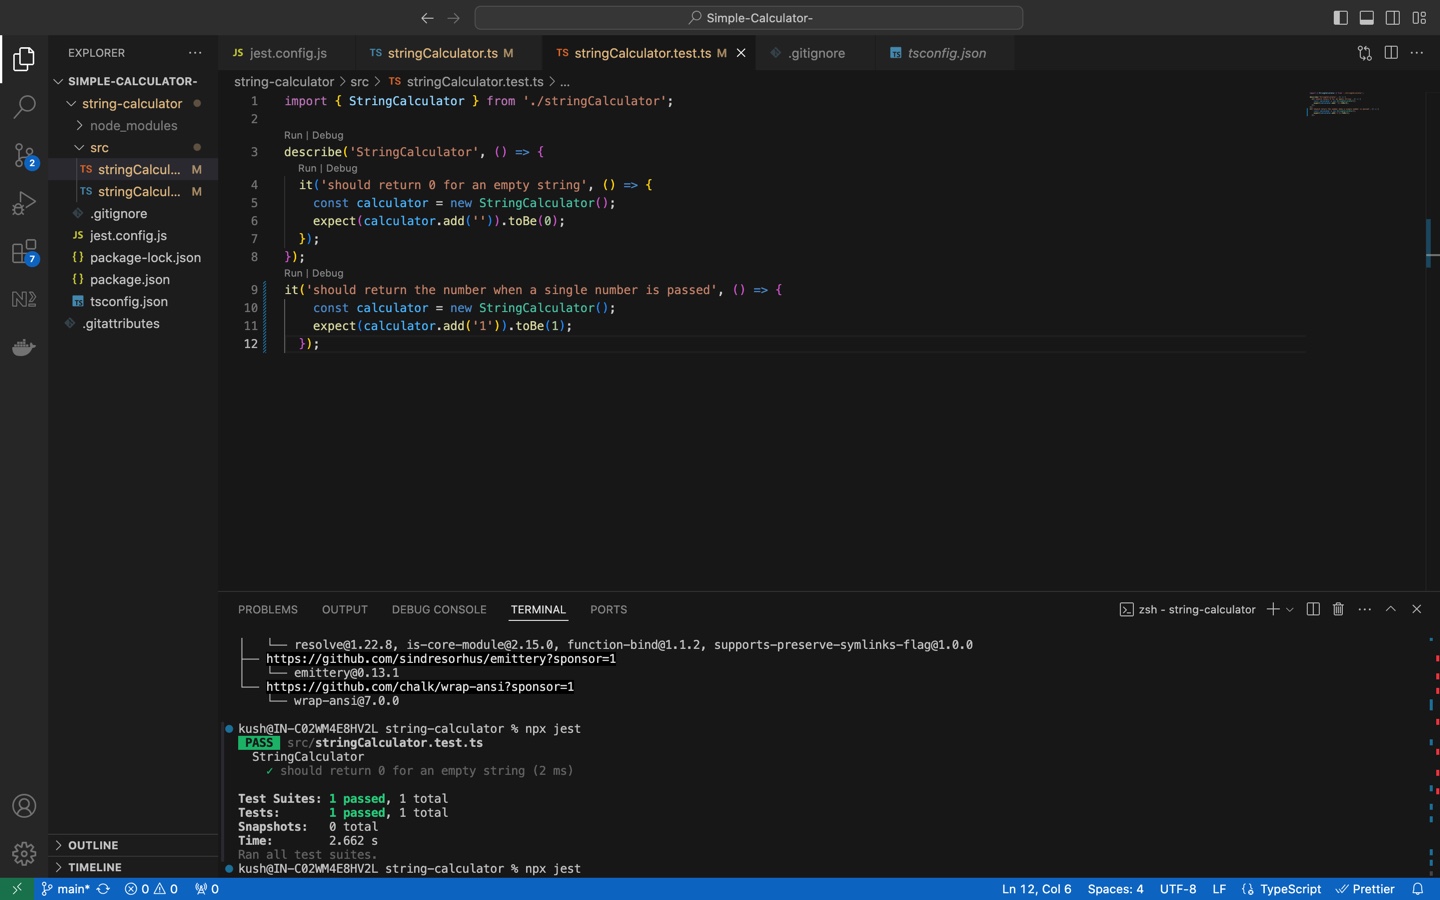 Simple-Calculator-
EXPLORER
SIMPLE-CALCULATOR-
string-calculator
node_modules
src
TS stringCalcul... M
TS stringCalcul... M
.gitignore
JS jest.config.js
{} package-lock.json
{} package.json
TS tsconfig.json
.gitattributes
OUTLINE
TIMELINE
2
7
JS jest.config.js
TS stringCalculator.ts M
TS stringCalculator.test.ts M
.gitignore
TS tsconfig.json
string-calculator > src > TS stringCalculator.test.ts > ...
1 import { StringCalculator } from './stringCalculator';
2
Run | Debug
3 describe('StringCalculator', () => {
Run | Debug
4 it('should return 0 for an empty string', () => {
5 const calculator = new StringCalculator();
6 expect(calculator.add('')).toBe(0);
7 });
8 });
Run | Debug
9 it('should return the number when a single number is passed', () => {
10 const calculator = new StringCalculator();
11 expect(calculator.add('1')).toBe(1);
12 });
PROBLEMS OUTPUT DEBUG CONSOLE TERMINAL PORTS
zsh - string-calculator
│ └── resolve@1.22.8, is-core-module@2.15.0, function-bind@1.1.2, supports-preserve-symlinks-flag@1.0.0
├── https://github.com/sindresorhus/emittery?sponsor=1
│ └── emittery@0.13.1
└── https://github.com/chalk/wrap-ansi?sponsor=1
└── wrap-ansi@7.0.0
kush@IN-C02WM4E8HV2L string-calculator % npx jest
PASS src/stringCalculator.test.ts
StringCalculator
✓ should return 0 for an empty string (2 ms)
Test Suites: 1 passed, 1 total
Tests: 1 passed, 1 total
Snapshots: 0 total
Time: 2.662 s
Ran all test suites.
kush@IN-C02WM4E8HV2L string-calculator % npx jest
main* 0 0 0
Ln 12, Col 6 Spaces: 4 UTF-8 LF {} TypeScript Prettier